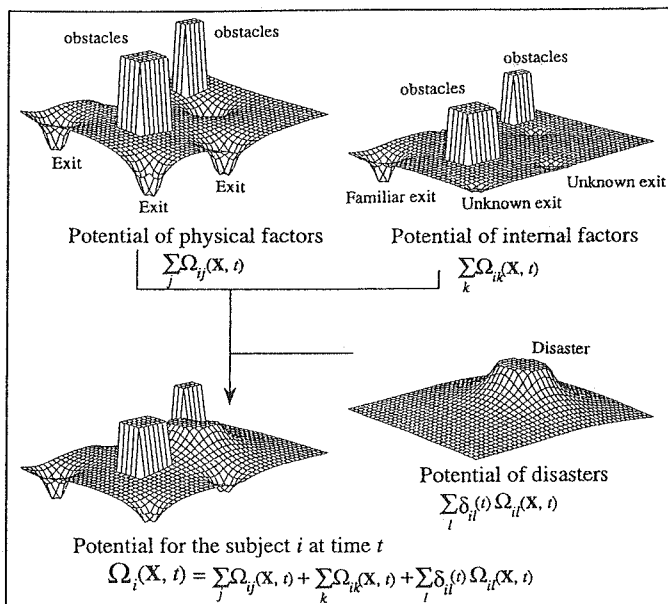 obstacles
obstacles
Exit
Exit
Exit
Potential of physical factors
∑_j Ω_ij(X, t)
obstacles
obstacles
Familiar exit
Unknown exit
Unknown exit
Potential of internal factors
∑_k Ω_ik(X, t)
Disaster
Potential of disasters
∑_l δ_il(t) Ω_il(X, t)
Potential for the subject i at time t
Ω_i(X, t) = ∑_j Ω_ij(X, t) + ∑_k Ω_ik(X, t) + ∑_l δ_il(t) Ω_il(X, t)